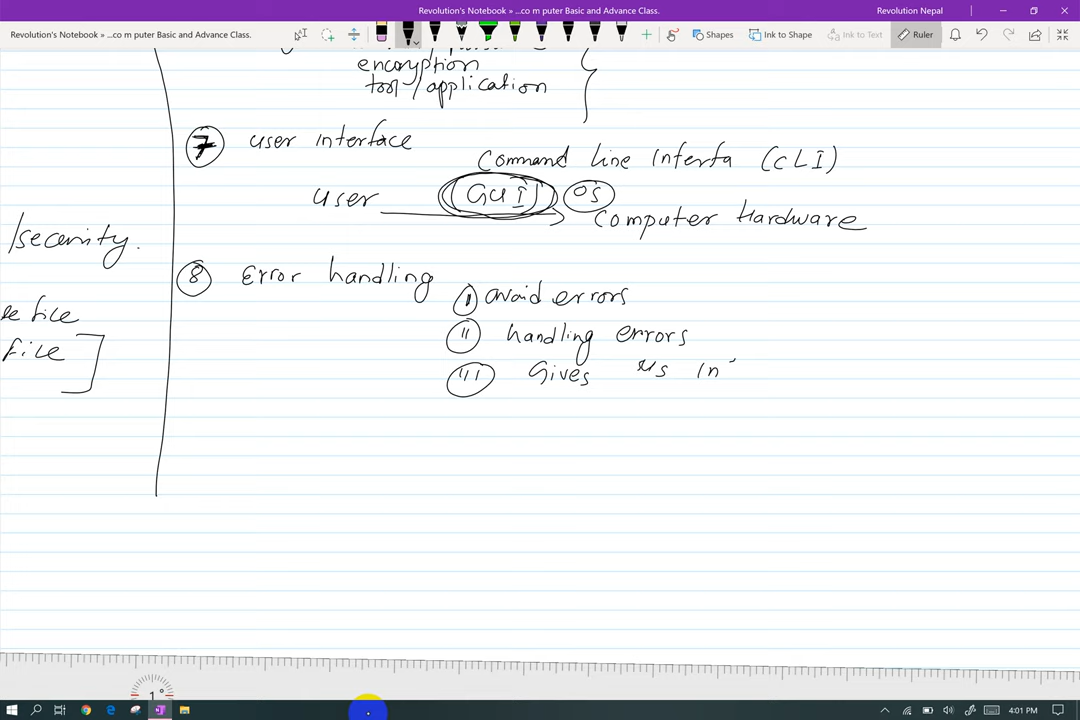 Revolution's Notebook » ...co m puter Basic and Advance Class.
Revolution Nepal
Revolution's Notebook » ...co m puter Basic and Advance Class.
Shapes
Ink to Shape
Ink to Text
Ruler
encryption
tool/application
7 user interface
Command Line Interfa (CLI)
user GUI OS
Computer Hardware
/security.
8 Error handling
i avoid errors
e file
ii handling errors
file
iii Gives us in
1°
4:01 PM